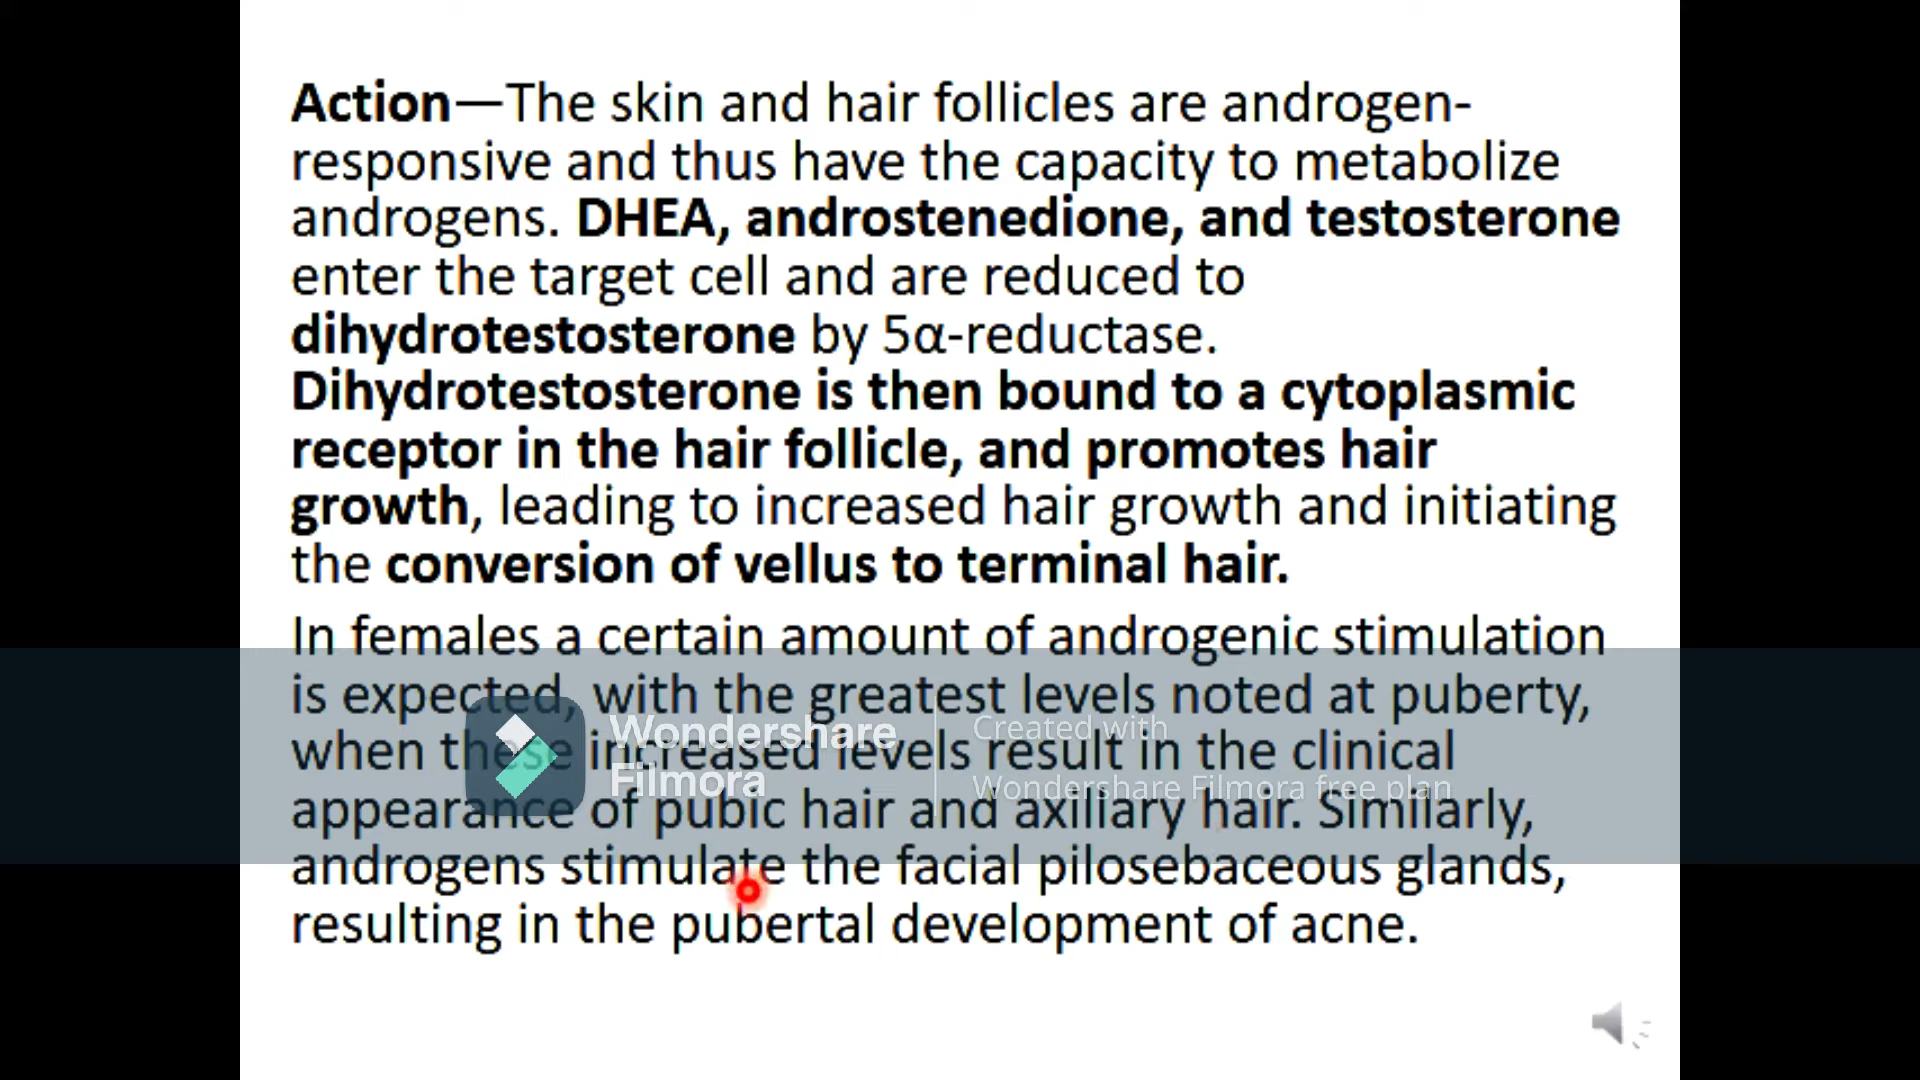 Action—The skin and hair follicles are androgen-
responsive and thus have the capacity to metabolize
androgens. DHEA, androstenedione, and testosterone
enter the target cell and are reduced to
dihydrotestosterone by 5α-reductase.
Dihydrotestosterone is then bound to a cytoplasmic
receptor in the hair follicle, and promotes hair
growth, leading to increased hair growth and initiating
the conversion of vellus to terminal hair.
In females a certain amount of androgenic stimulation
is expected, with the greatest levels noted at puberty,
when these increased levels result in the clinical
appearance of pubic hair and axillary hair. Similarly,
androgens stimulate the facial pilosebaceous glands,
resulting in the pubertal development of acne.
Wondershare
Filmora
Created with
Wondershare Filmora free plan